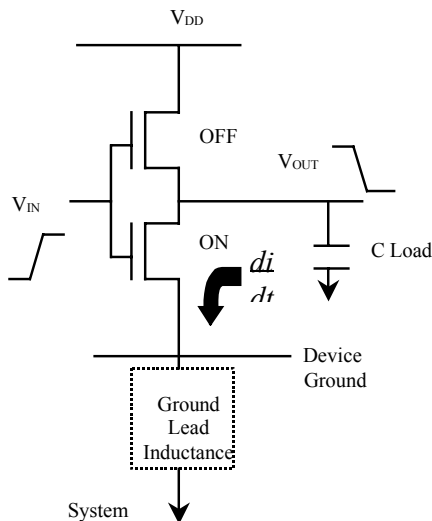 VDD
OFF
VOUT
VIN
ON
C Load
di
dt
Device
Ground
Ground
Lead
Inductance
System